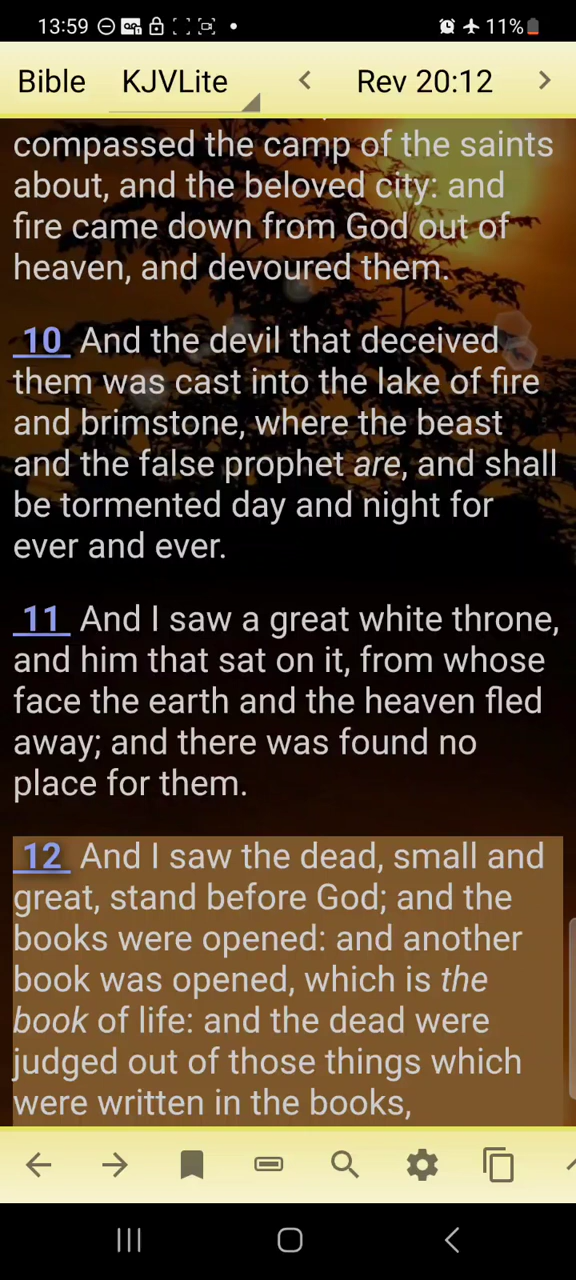 13:59 11%
Bible KJVLite < Rev 20:12 >
compassed the camp of the saints
about, and the beloved city: and
fire came down from God out of
heaven, and devoured them.
10 And the devil that deceived
them was cast into the lake of fire
and brimstone, where the beast
and the false prophet are, and shall
be tormented day and night for
ever and ever.
11 And I saw a great white throne,
and him that sat on it, from whose
face the earth and the heaven fled
away; and there was found no
place for them.
12 And I saw the dead, small and
great, stand before God; and the
books were opened: and another
book was opened, which is the
book of life: and the dead were
judged out of those things which
were written in the books,